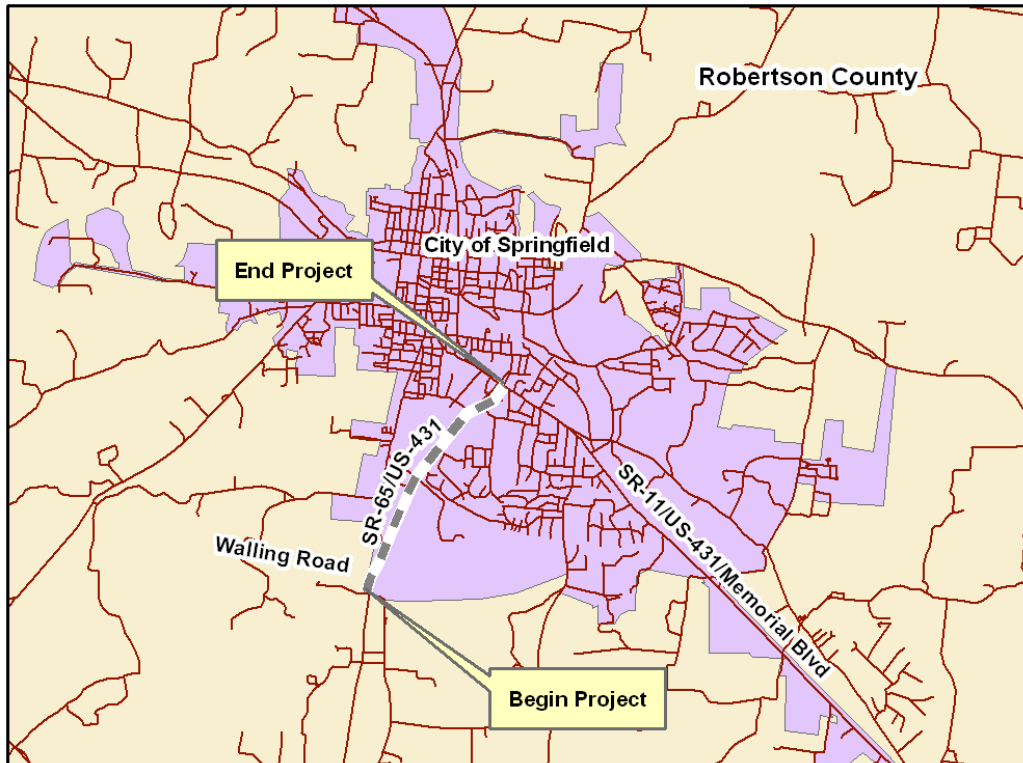 Robertson County
City of Springfield
End Project
SR-65/US-431
SR-11/US-431/Memorial Blvd
Walling Road
Begin Project